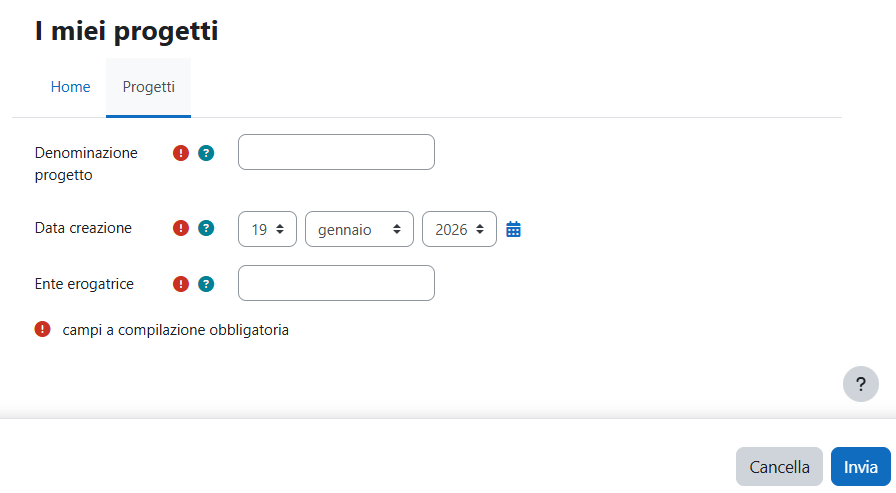 I miei progetti
Home Progetti
Denominazione
progetto ! ?
Data creazione ! ? 19 gennaio 2026
Ente erogatrice ! ?
! campi a compilazione obbligatoria
?
Cancella Invia